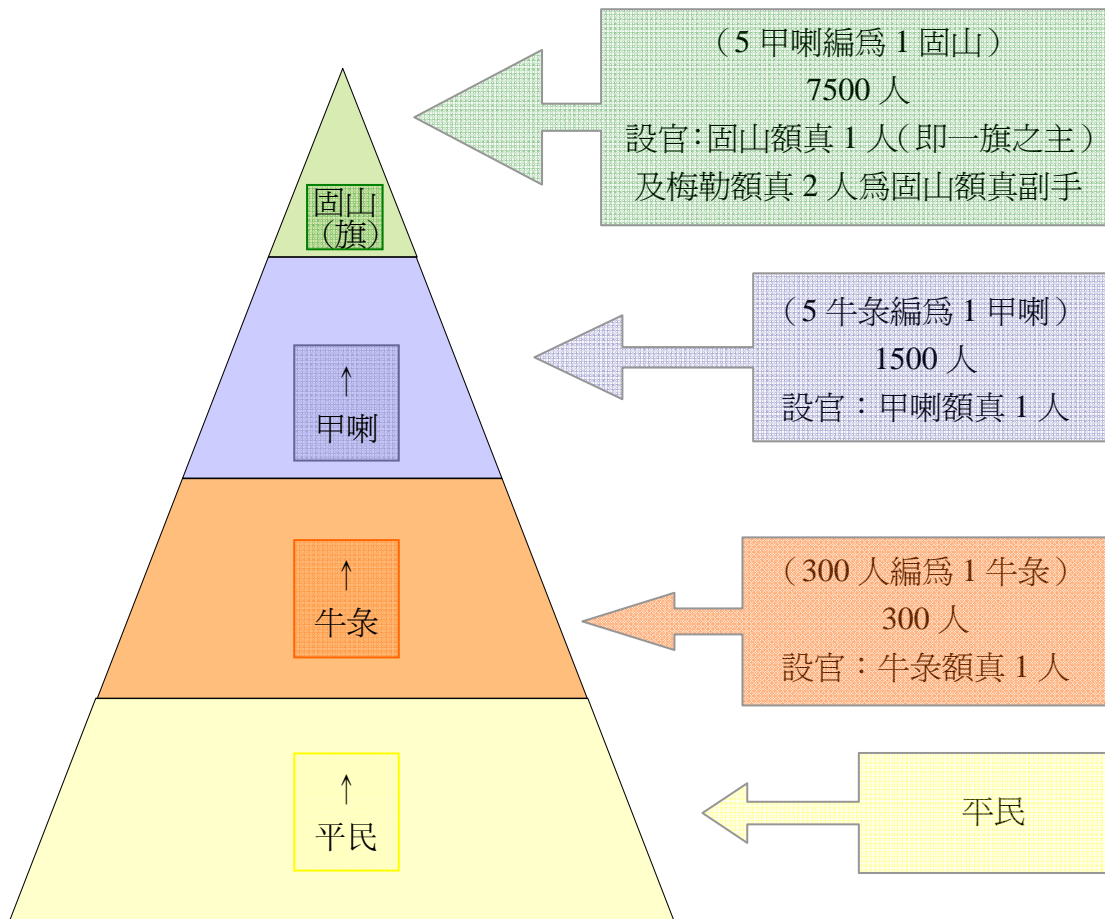 （5 甲喇編爲 1 固山）
7500 人
設官：固山額真 1 人（即一旗之主）
及梅勒額真 2 人爲固山額真副手
固山
（旗）
（5 牛彔編爲 1 甲喇）
1500 人
設官：甲喇額真 1 人
↑
甲喇
（300 人編爲 1 牛彔）
300 人
設官：牛彔額真 1 人
↑
牛彔
↑
平民
平民